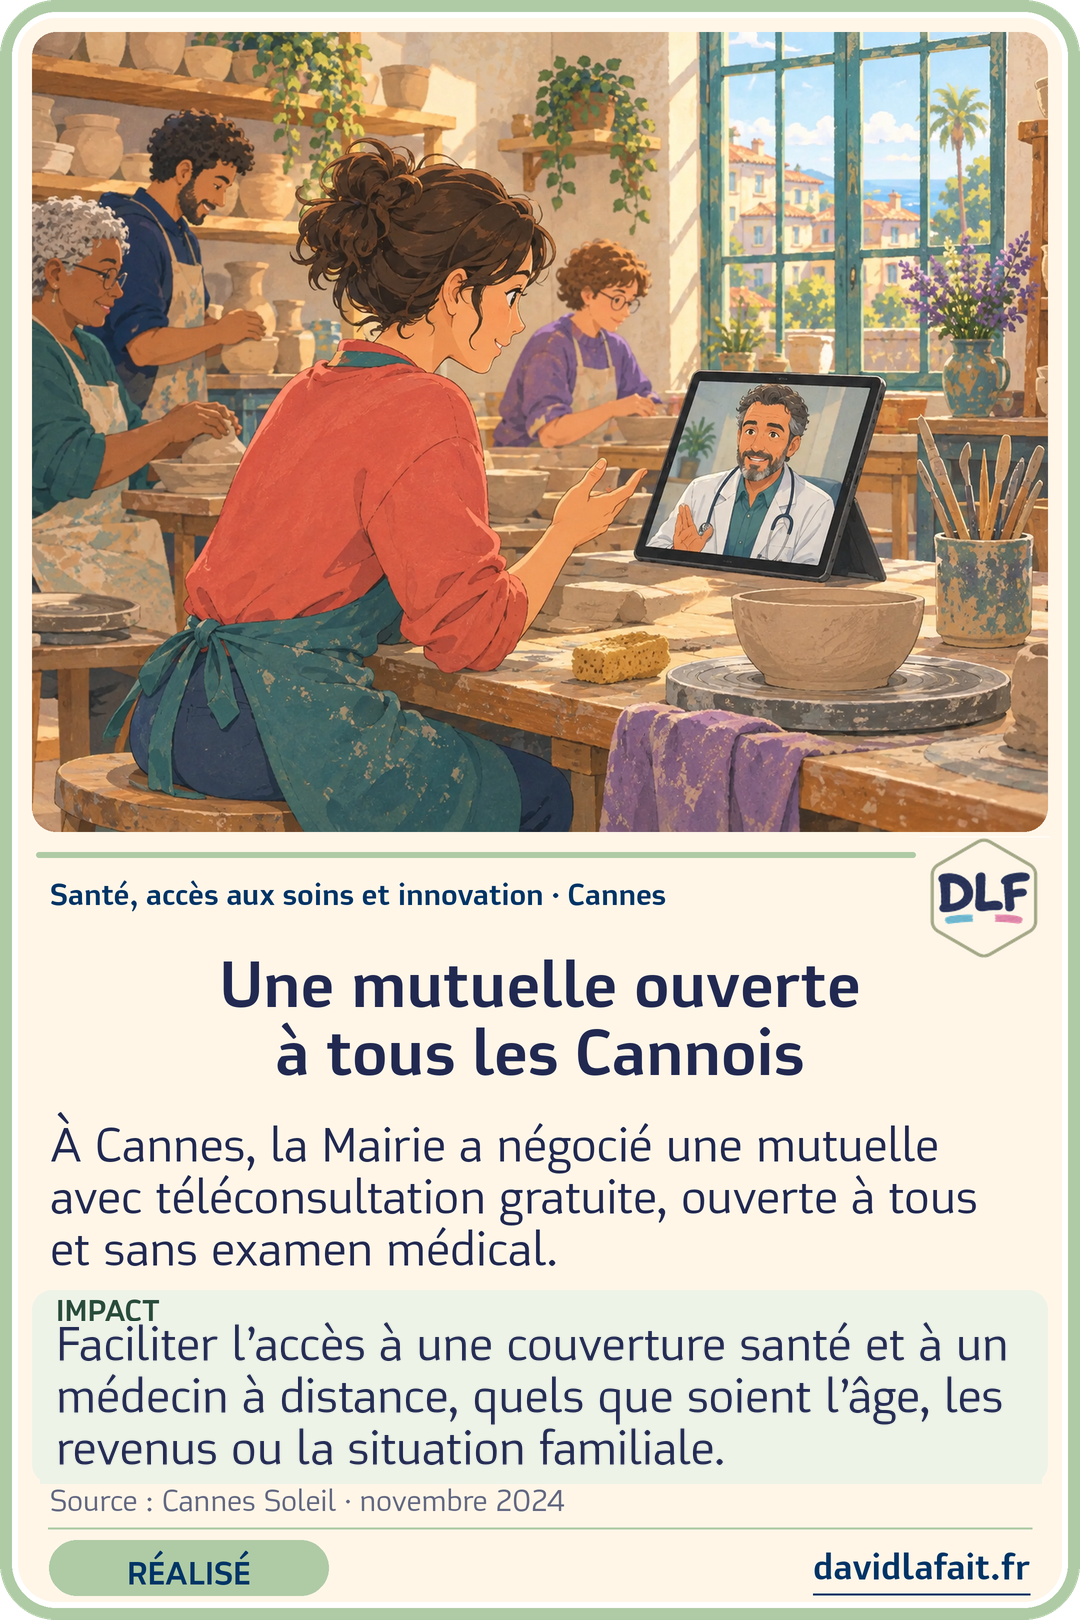 Santé, accès aux soins et innovation · Cannes
DLF
Une mutuelle ouverte
à tous les Cannois
À Cannes, la Mairie a négocié une mutuelle
avec téléconsultation gratuite, ouverte à tous
et sans examen médical.
IMPACT
Faciliter l’accès à une couverture santé et à un
médecin à distance, quels que soient l’âge, les
revenus ou la situation familiale.
Source : Cannes Soleil · novembre 2024
RÉALISÉ
davidlafait.fr